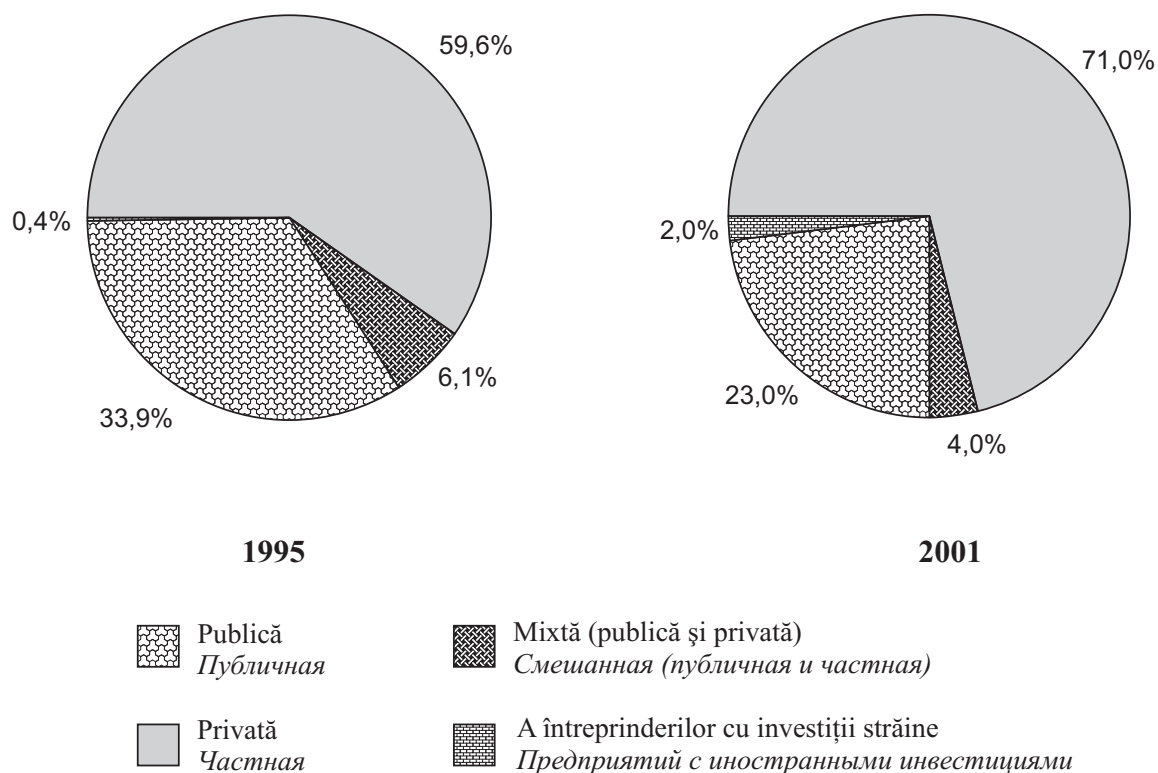 59,6%
0,4%
6,1%
33,9%
71,0%
2,0%
23,0%
4,0%
1995
2001
Publică
Публичная
Mixtă (publică şi privată)
Смешанная (публичная и частная)
Privată
Частная
A întreprinderilor cu investiţii străine
Предприятий с иностранными инвестициями